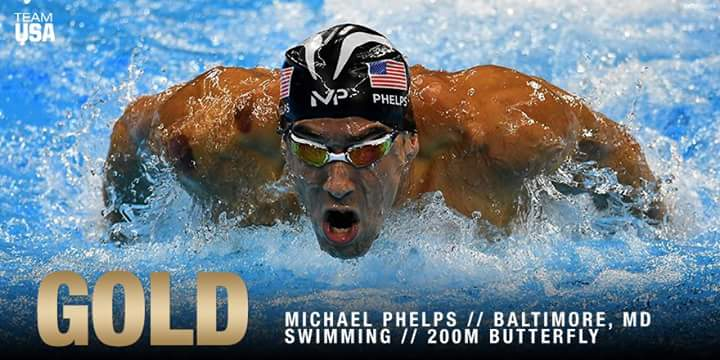 TEAM
USA
MP
PHELPS
GOLD
MICHAEL PHELPS // BALTIMORE, MD
SWIMMING // 200M BUTTERFLY